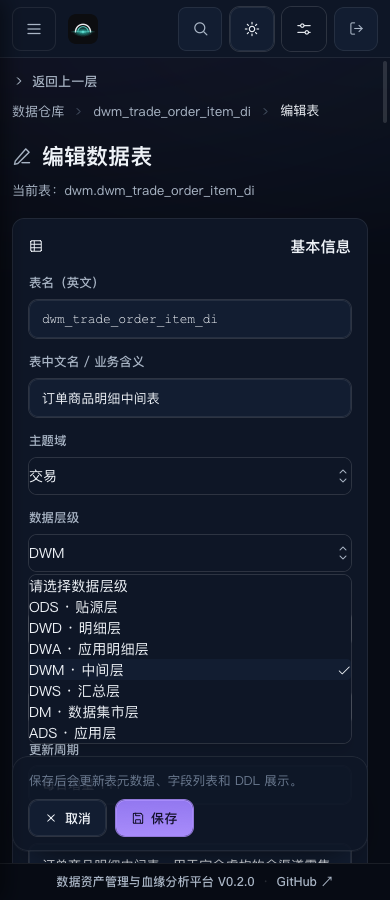 返回上一层
数据仓库 > dwm_trade_order_item_di > 编辑表
编辑数据表
当前表：dwm.dwm_trade_order_item_di
基本信息
表名（英文）
dwm_trade_order_item_di
表中文名 / 业务含义
订单商品明细中间表
主题域
交易
数据层级
DWM
请选择数据层级
ODS · 贴源层
DWD · 明细层
DWA · 应用明细层
DWM · 中间层
DWS · 汇总层
DM · 数据集市层
ADS · 应用层
更新周期
保存后会更新表元数据、字段列表和 DDL 展示。
取消
保存
数据资产管理与血缘分析平台 V0.2.0 · GitHub ↗